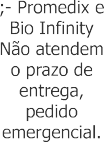 ;- Promedix e
Bio Infinity
Não atendem
o prazo de
entrega,
pedido
emergencial.